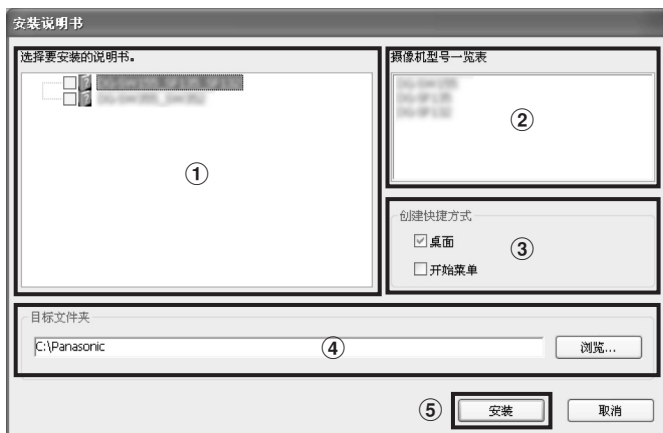 安装说明书
选择要安装的说明书。
①
摄像机型号一览表
②
创建快捷方式
桌面
开始菜单
③
目标文件夹
C:\Panasonic
④
浏览...
⑤
安装
取消